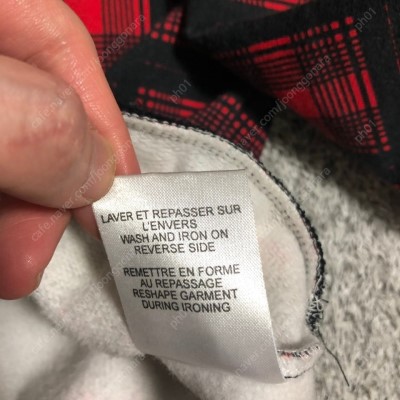 LAVER ET REPASSER SUR
L'ENVERS
WASH AND IRON ON
REVERSE SIDE
REMETTRE EN FORME
AU REPASSAGE
RESHAPE GARMENT
DURING IRONING